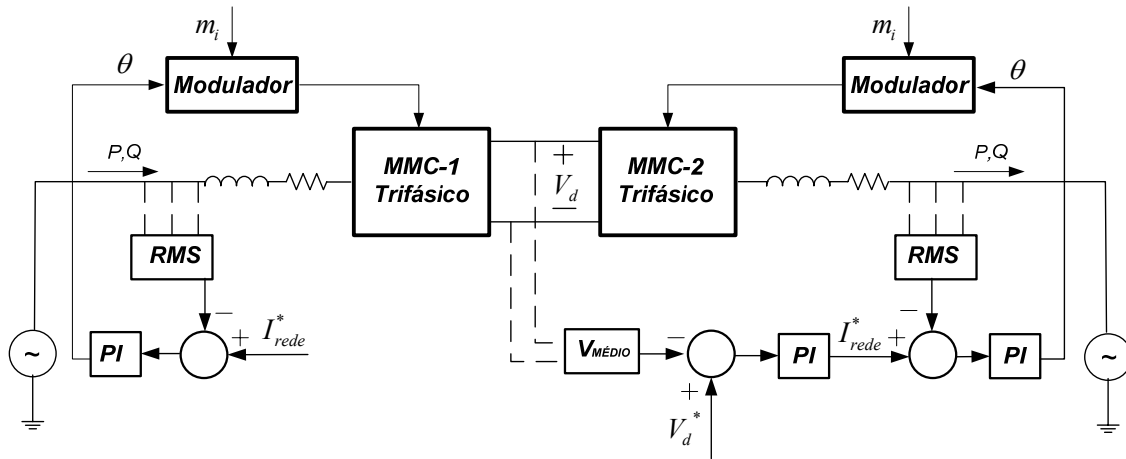 m_i
m_i
θ
Modulador
Modulador
θ
P,Q
MMC-1
Trifásico
+
V_d
−
MMC-2
Trifásico
P,Q
RMS
RMS
−
+
I*_rede
PI
~
V_MÉDIO
−
+
V_d*
PI
I*_rede
+
−
PI
~